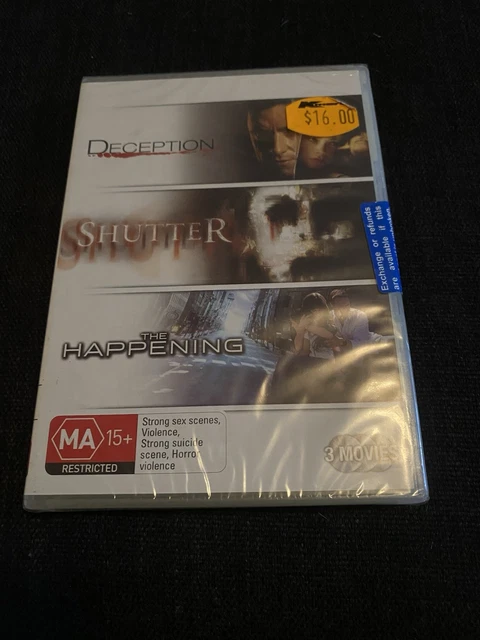 $16.00
DECEPTION
SHUTTER
Exchange or refunds
are available if this
THE
HAPPENING
MA 15+
RESTRICTED
Strong sex scenes,
Violence,
Strong suicide
scene, Horror
violence
3 MOVIES